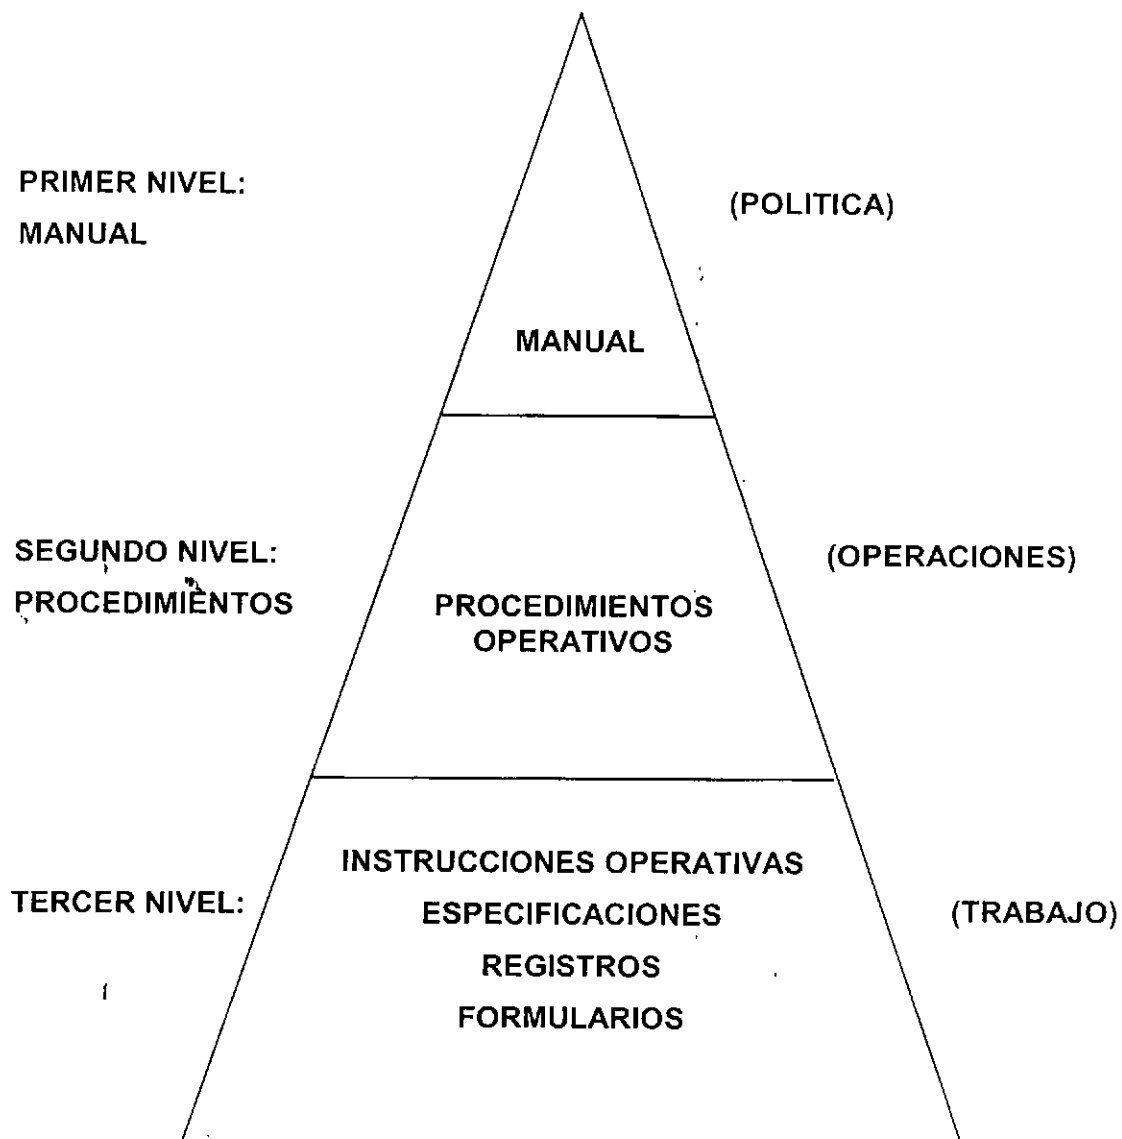 PRIMER NIVEL:
MANUAL
(POLITICA)
MANUAL
SEGUNDO NIVEL:
PROCEDIMIENTOS
(OPERACIONES)
PROCEDIMIENTOS
OPERATIVOS
TERCER NIVEL:
INSTRUCCIONES OPERATIVAS
ESPECIFICACIONES
REGISTROS
FORMULARIOS
(TRABAJO)